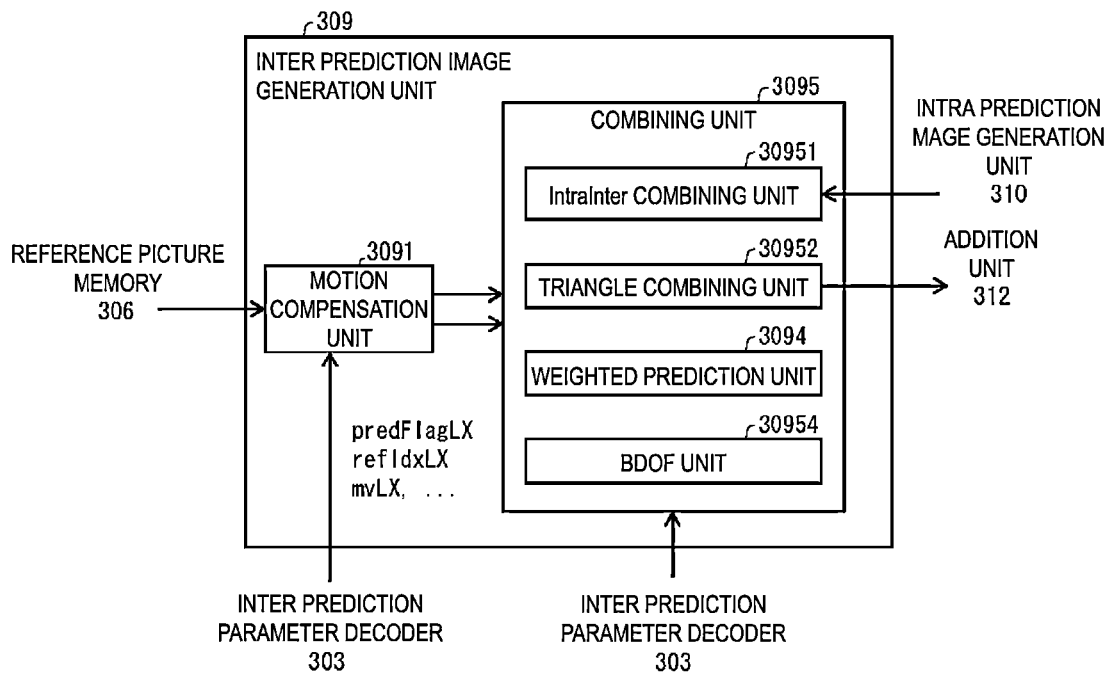 309
INTER PREDICTION IMAGE
GENERATION UNIT
3095
COMBINING UNIT
30951
IntraInter COMBINING UNIT
INTRA PREDICTION
MAGE GENERATION
UNIT
310
30952
TRIANGLE COMBINING UNIT
ADDITION
UNIT
312
REFERENCE PICTURE
MEMORY
306
3091
MOTION
COMPENSATION
UNIT
3094
WEIGHTED PREDICTION UNIT
30954
BDOF UNIT
predFlagLX
refIdxLX
mvLX, ...
INTER PREDICTION
PARAMETER DECODER
303
INTER PREDICTION
PARAMETER DECODER
303